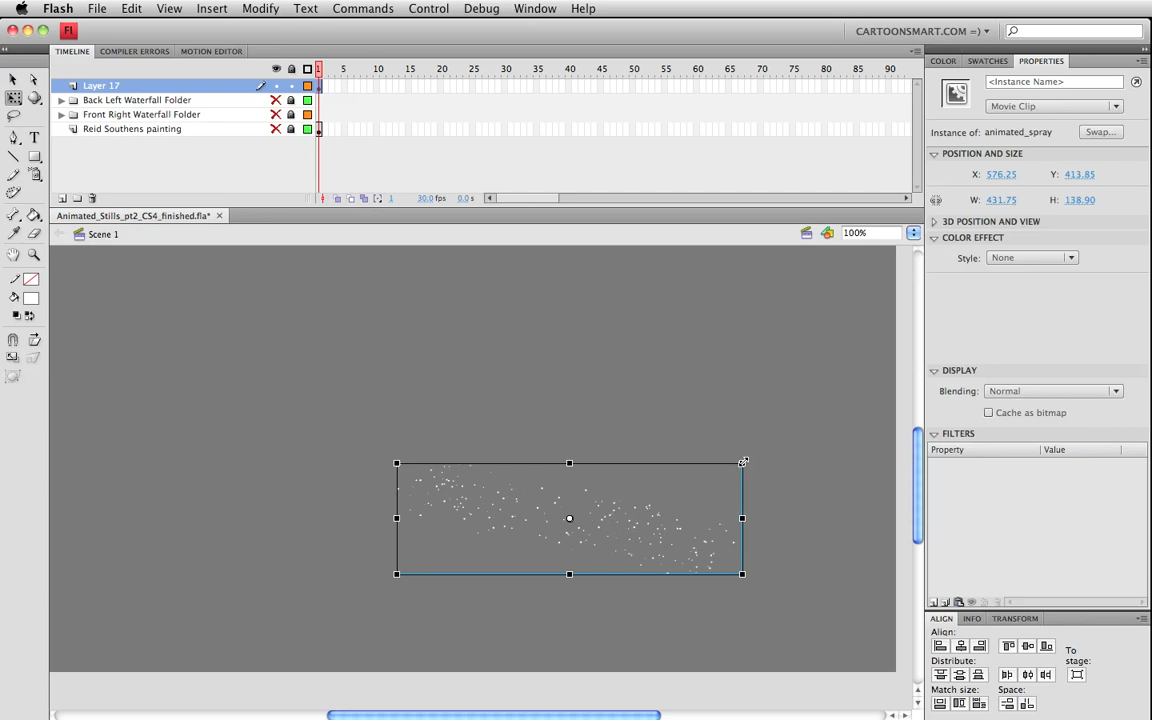 Flash File Edit View Insert Modify Text Commands Control Debug Window Help
Fl CARTOONSMART.COM =)
TIMELINE COMPILER ERRORS MOTION EDITOR
COLOR SWATCHES PROPERTIES
1 5 10 15 20 25 30 35 40 45 50 55 60 65 70 75 80 85 90
Layer 17
Back Left Waterfall Folder
Front Right Waterfall Folder
Reid Southens painting
1 30.0 fps 0.0 s
<Instance Name>
Movie Clip
Instance of: animated_spray Swap...
POSITION AND SIZE
X: 576.25 Y: 413.85
W: 431.75 H: 138.90
3D POSITION AND VIEW
COLOR EFFECT
Style: None
Animated_Stills_pt2_CS4_finished.fla*
Scene 1 100%
DISPLAY
Blending: Normal
Cache as bitmap
FILTERS
Property Value
ALIGN INFO TRANSFORM
Align:
To
stage:
Distribute:
Match size: Space: